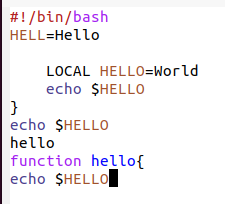 #!/bin/bash
HELL=Hello
LOCAL HELLO=World
echo $HELLO
}
echo $HELLO
hello
function hello{
echo $HELLO